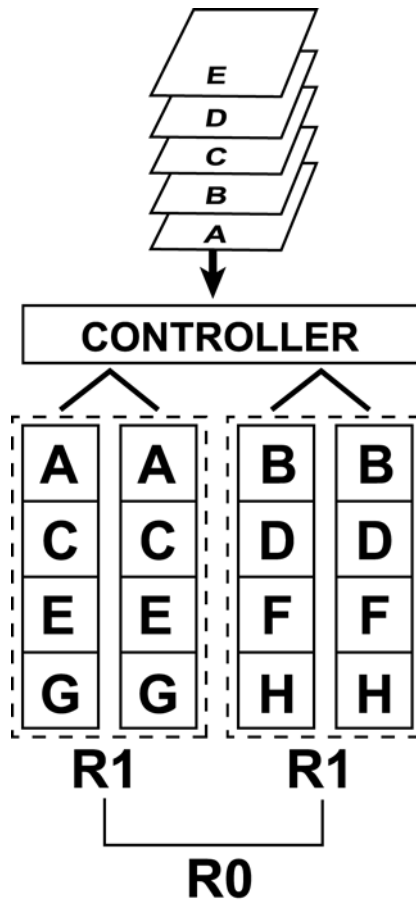 E
D
C
B
A
CONTROLLER
A A B B
C C D D
E E F F
G G H H
R1 R1
R0